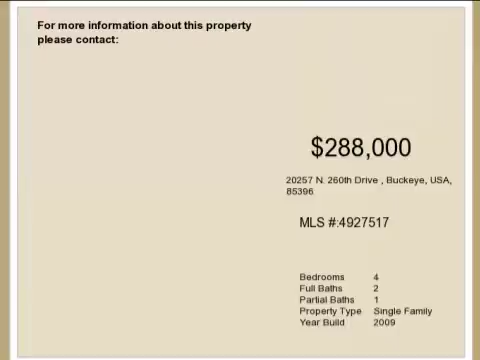 For more information about this property
please contact:
$288,000
20257 N. 260th Drive , Buckeye, USA,
85396
MLS #:4927517
Bedrooms 4
Full Baths 2
Partial Baths 1
Property Type Single Family
Year Build 2009